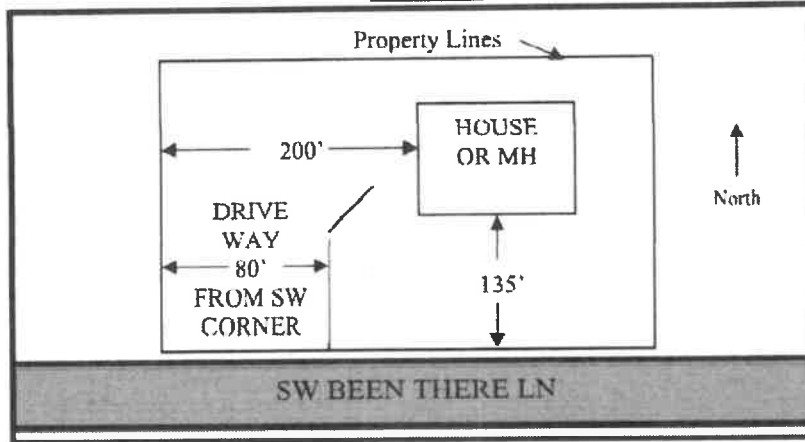 Property Lines
HOUSE
OR MH
200'
North
DRIVE
WAY
80'
FROM SW
CORNER
135'
SW BEEN THERE LN